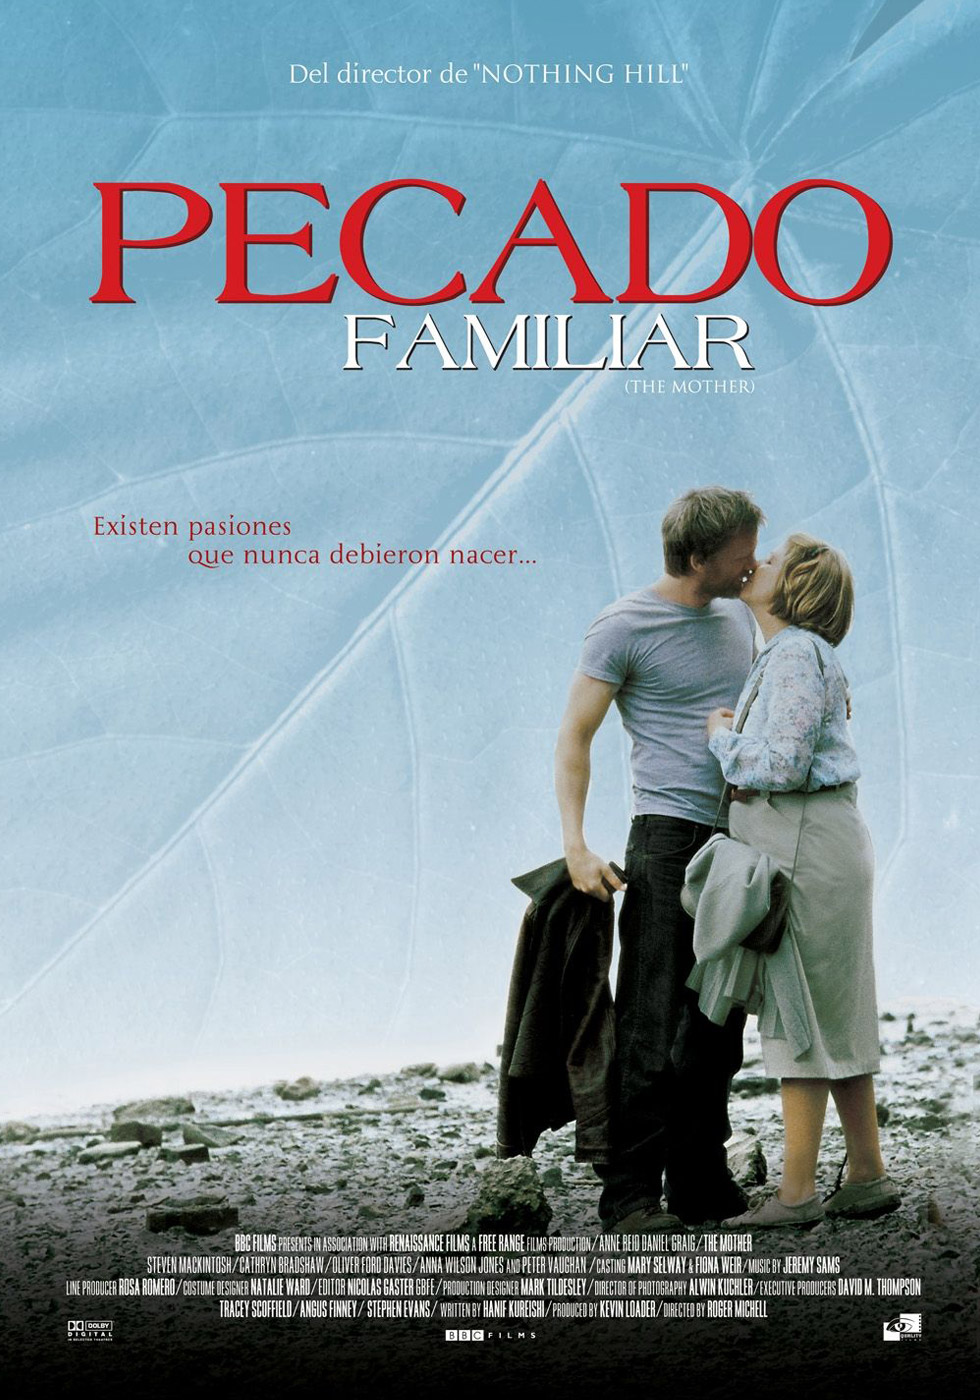 Del director de "NOTHING HILL"
PECADO
FAMILIAR
(THE MOTHER)
Existen pasiones
que nunca debieron nacer...
BBC FILMS PRESENTS IN ASSOCIATION WITH RENAISSANCE FILMS A FREE RANGE FILMS PRODUCTION / ANNE REID DANIEL CRAIG / THE MOTHER
STEVEN MACKINTOSH / CATHRYN BRADSHAW / OLIVER FORD DAVIES / ANNA WILSON JONES AND PETER VAUGHAN / CASTING MARY SELWAY & FIONA WEIR / MUSIC BY JEREMY SAMS
LINE PRODUCER ROSA ROMERO / COSTUME DESIGNER NATALIE WARD / EDITOR NICOLAS GASTER GBFE / PRODUCTION DESIGNER MARK TILDESLEY / DIRECTOR OF PHOTOGRAPHY ALWIN KUCHLER / EXECUTIVE PRODUCERS DAVID M. THOMPSON
TRACEY SCOFFIELD / ANGUS FINNEY / STEPHEN EVANS / WRITTEN BY HANIF KUREISHI / PRODUCED BY KEVIN LOADER / DIRECTED BY ROGER MICHELL
DOLBY
DIGITAL
IN SELECTED THEATRES
BBC FILMS
QUALITY